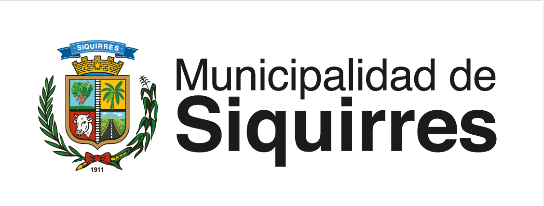 SIQUIRRES
Municipalidad de
Siquirres
1911